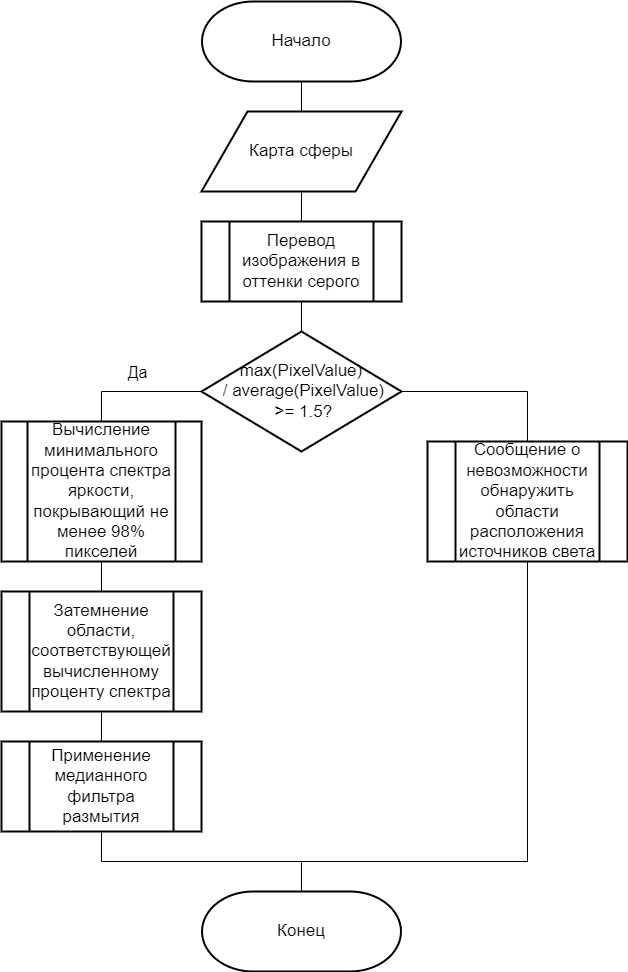 Начало
Карта сферы
Перевод
изображения в
оттенки серого
max(PixelValue)
/ average(PixelValue)
>= 1.5?
Да
Вычисление
минимального
процента спектра
яркости,
покрывающий не
менее 98%
пикселей
Сообщение о
невозможности
обнаружить
области
расположения
источников света
Затемнение
области,
соответствующей
вычисленному
проценту спектра
Применение
медианного
фильтра
размытия
Конец